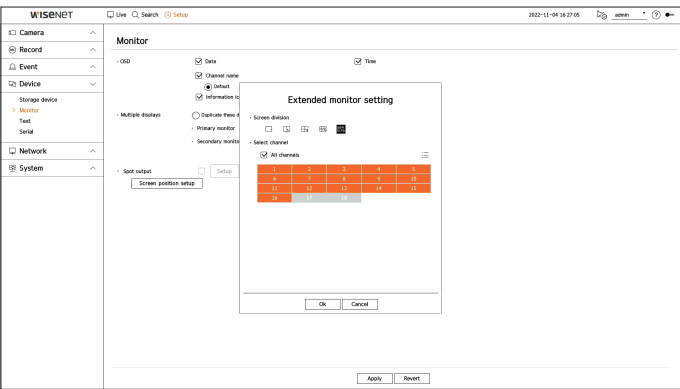 WISENET
Live Search Setup
2022-11-04 16:27:05 admin
Camera
Record
Event
Device
Storage device
Monitor
Text
Serial
Network
System
Monitor
OSD
Date
Time
Channel name
Default
Information ic
Multiple displays
Duplicate these d
Primary monitor
Secondary monito
Spot output
Setup
Screen position setup
Extended monitor setting
Screen division
Select channel
All channels
1 2 3 4 5
6 7 8 9 10
11 12 13 14 15
16 17 18
Ok Cancel
Apply Revert